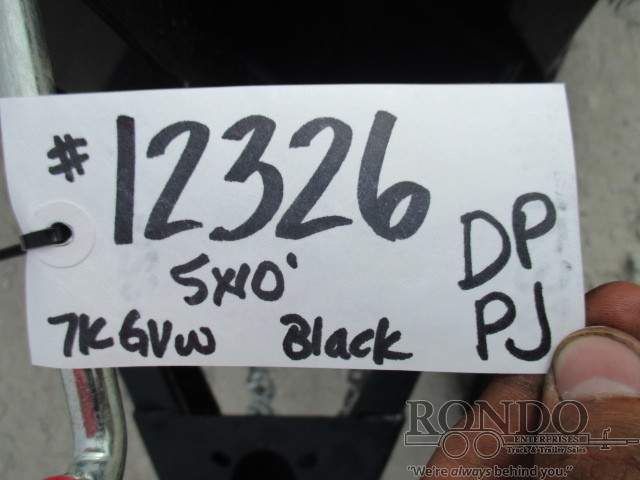 #12326
5x10'
DP
7K GVW Black PJ
RONDO
ENTERPRISES
Truck & Trailer Sales
"We're always behind you."